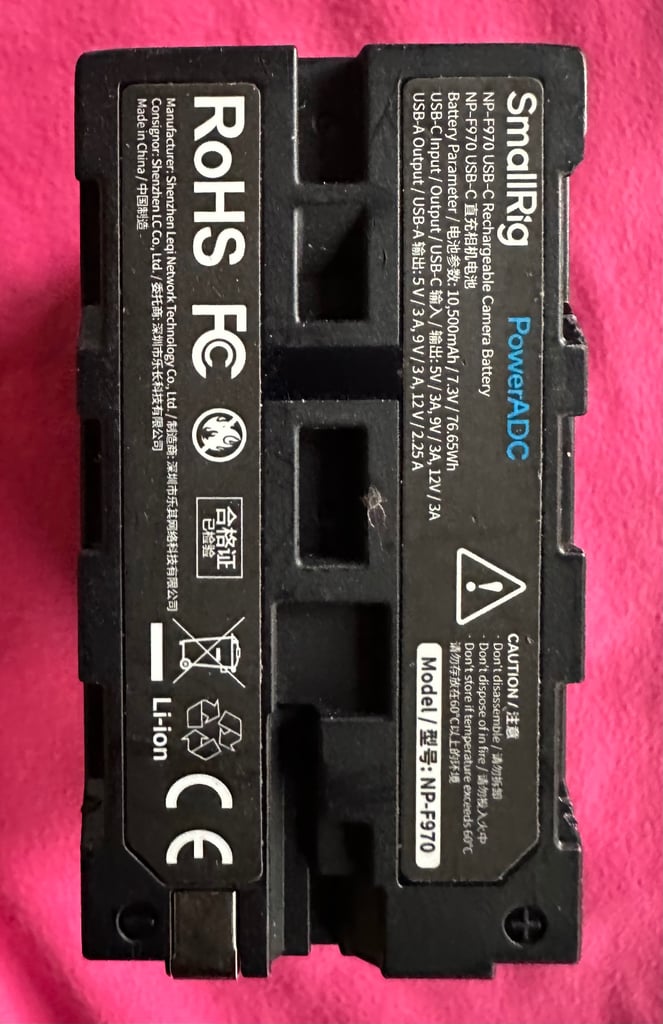 SmallRig PowerADC
NP-F970 USB-C Rechargeable Camera Battery
NP-F970 USB-C 直充相机电池
Battery Parameter / 电池参数: 10,500mAh / 7.3V / 76.65Wh
USB-C Input / Output / USB-C 输入 / 输出: 5V / 3A, 9V / 3A, 12V / 3A
USB-A Output / USB-A 输出: 5V / 3A, 9V / 3A, 12V / 2.25A
CAUTION / 注意
· Don't disassemble / 请勿拆卸
· Don't dispose of in fire / 请勿投入火中
· Don't store if temperature exceeds 60°C
请勿存放在60°C以上的环境
Model / 型号: NP-F970
RoHS FC
合格证
已检验
CE
Li-ion
Manufacturer: Shenzhen Leqi Network Technology Co., Ltd. / 制造商: 深圳市乐其网络科技有限公司
Consignor: Shenzhen LC Co., Ltd. / 委托商: 深圳市乐长科技有限公司
Made in China / 中国制造